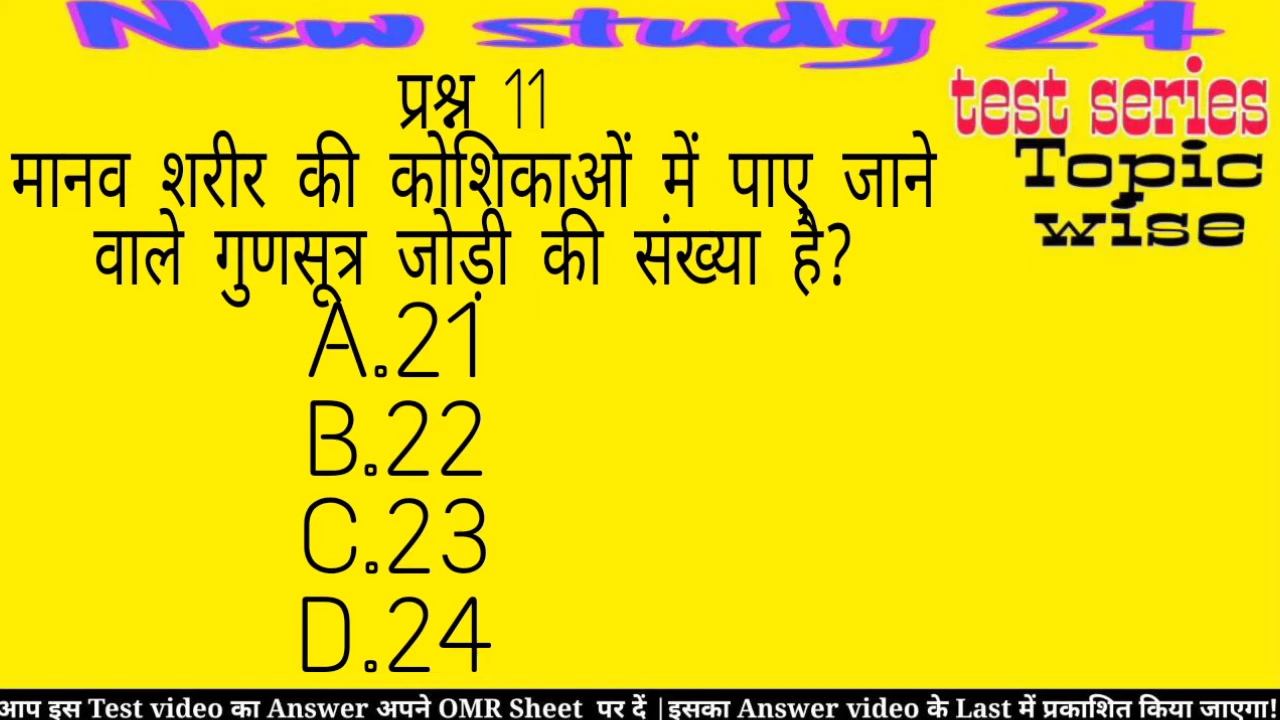 New study 24
test series
Topic
wise
प्रश्न 11
मानव शरीर की कोशिकाओं में पाए जाने
वाले गुणसूत्र जोड़ी की संख्या है?
A.21
B.22
C.23
D.24
आप इस Test video का Answer अपने OMR Sheet पर दें |इसका Answer video के Last में प्रकाशित किया जाएगा!